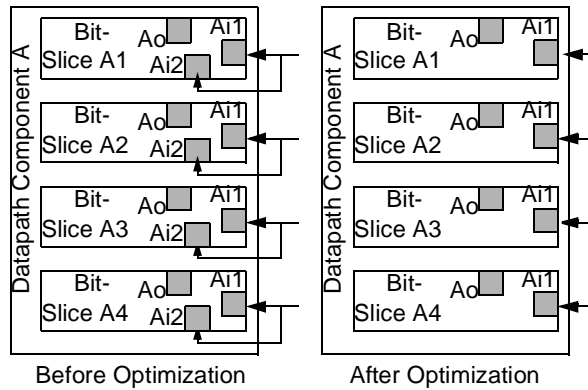 Datapath Component A
Bit-
Slice A1
Ao
Ai1
Ai2
Bit-
Slice A2
Ao
Ai1
Ai2
Bit-
Slice A3
Ao
Ai1
Ai2
Bit-
Slice A4
Ao
Ai1
Ai2
Before Optimization
Datapath Component A
Bit-
Slice A1
Ao
Ai1
Bit-
Slice A2
Ao
Ai1
Bit-
Slice A3
Ao
Ai1
Bit-
Slice A4
Ao
Ai1
After Optimization